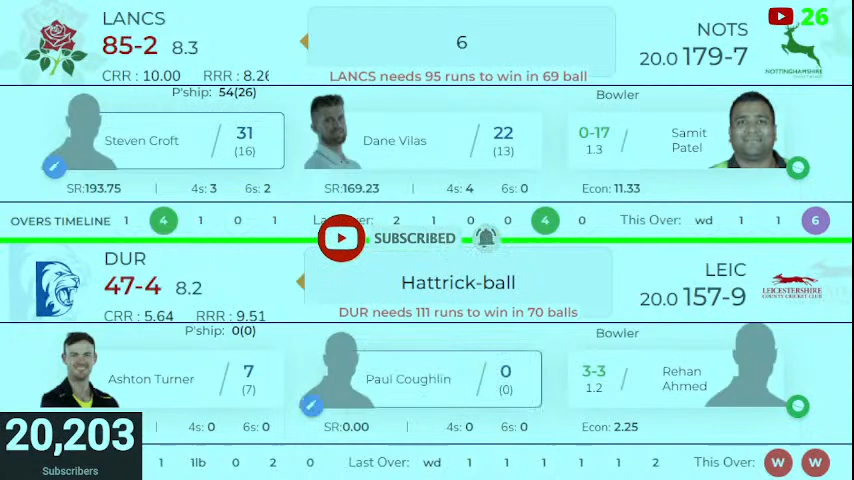 LANCS
85-2 8.3
CRR : 10.00 RRR : 8.26
6
LANCS needs 95 runs to win in 69 ball
26
NOTS
20.0 179-7
NOTTINGHAMSHIRE
P'ship: 54(26)
Bowler
Steven Croft / 31 (16)
Dane Vilas / 22 (13)
0-17 1.3 / Samit Patel
SR:193.75 | 4s: 3 6s: 2
SR:169.23 | 4s: 4 6s: 0
Econ: 11.33
OVERS TIMELINE 1 4 1 0 1 La Over: 2 1 0 0 4 0 This Over: wd 1 1 6
SUBSCRIBED
DUR
47-4 8.2
CRR : 5.64 RRR : 9.51
Hattrick-ball
DUR needs 111 runs to win in 70 balls
LEIC
20.0 157-9
LEICESTERSHIRE
COUNTY CRICKET CLUB
P'ship: 0(0)
Bowler
Ashton Turner / 7 (7)
Paul Coughlin / 0 (0)
3-3 1.2 / Rehan Ahmed
| 4s: 0 6s: 0
SR:0.00 | 4s: 0 6s: 0
Econ: 2.25
20,203
Subscribers
1 1lb 0 2 0 Last Over: wd 1 1 1 1 1 2 This Over: W W